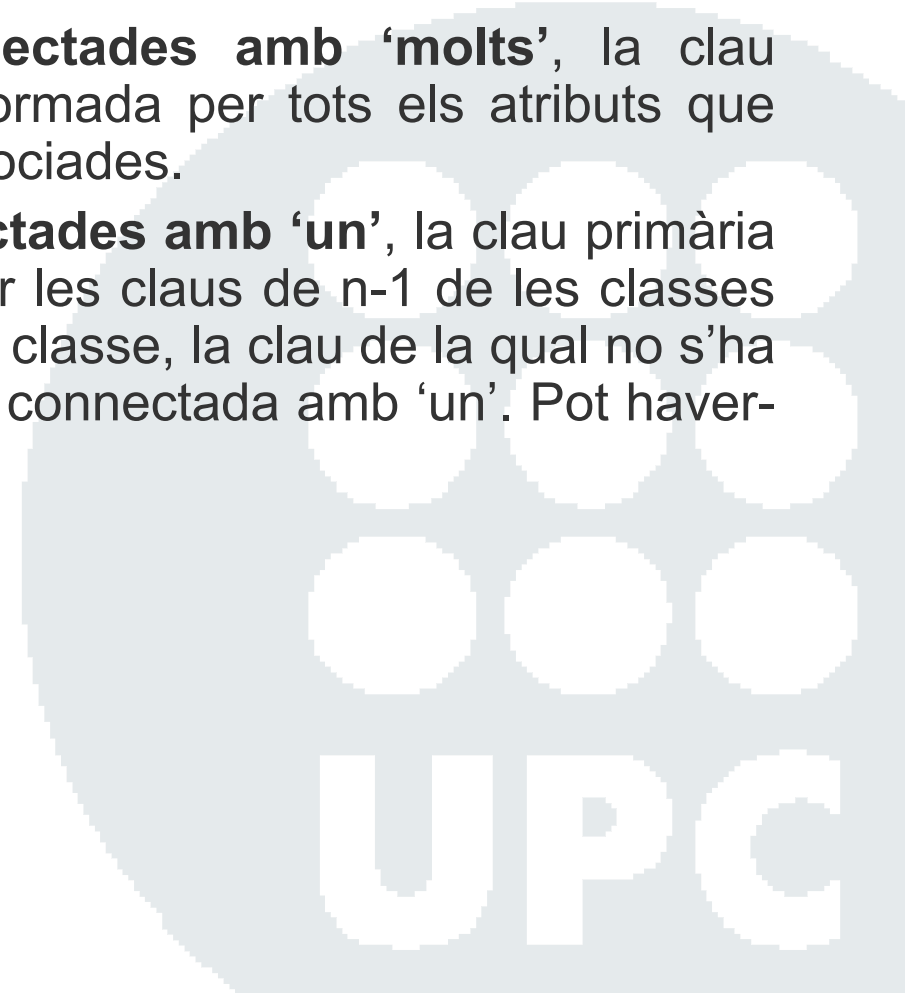 ectades amb ‘molts’, la clau
ormada per tots els atributs que
ociades.
ctades amb ‘un’, la clau primària
r les claus de n-1 de les classes
classe, la clau de la qual no s’ha
connectada amb ‘un’. Pot haver-
UPC